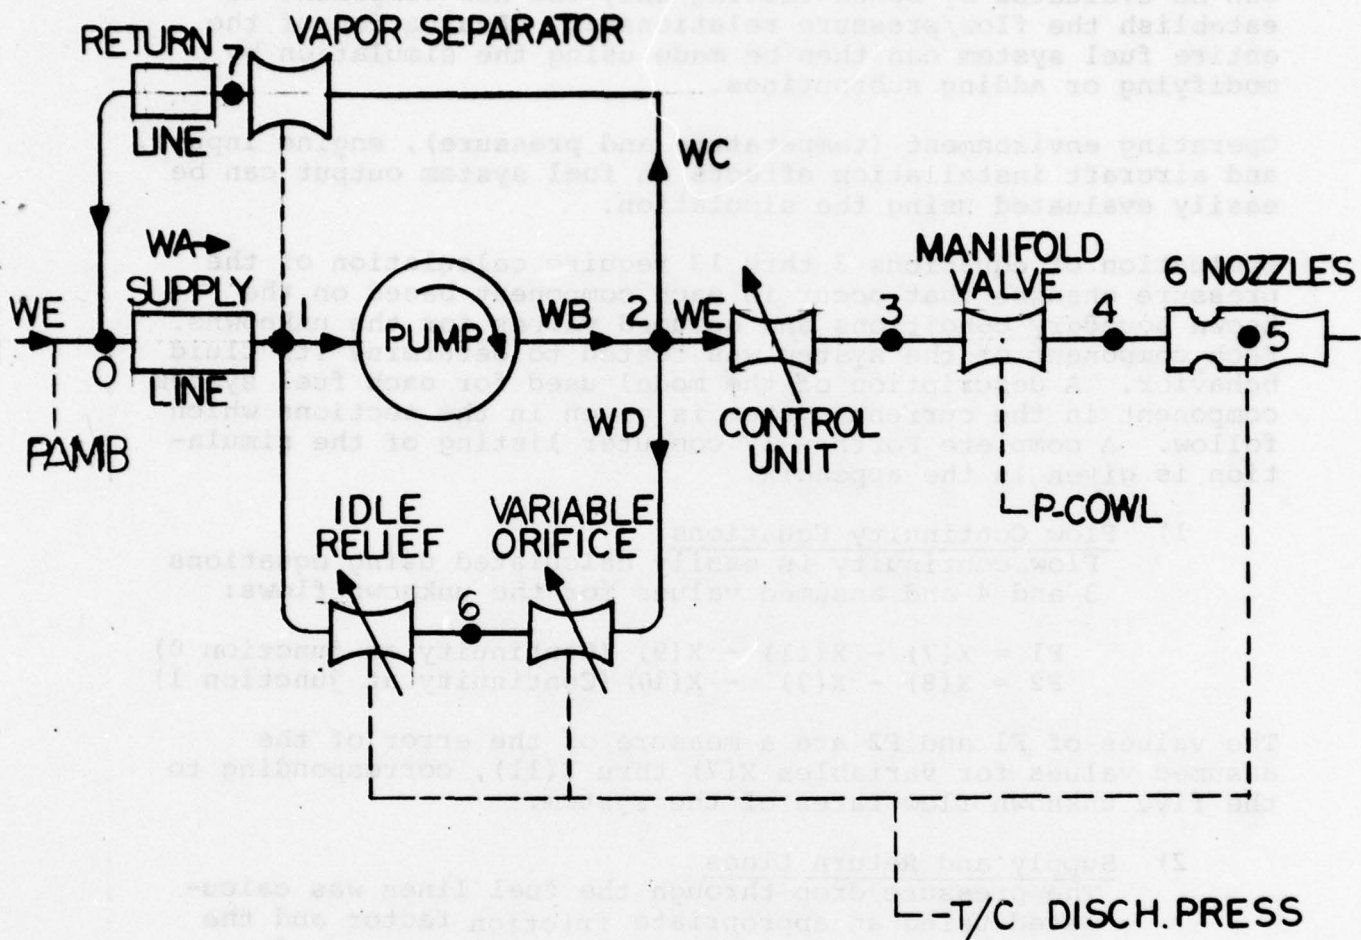 RETURN
7
VAPOR SEPARATOR
LINE
WC
WA
MANIFOLD
VALVE
6 NOZZLES
WE
SUPPLY
LINE
0
PUMP
WB
2
WE
3
4
5
PAMB
WD
CONTROL
UNIT
IDLE
RELIEF
VARIABLE
ORIFICE
P-COWL
6
DISCH. PRESS